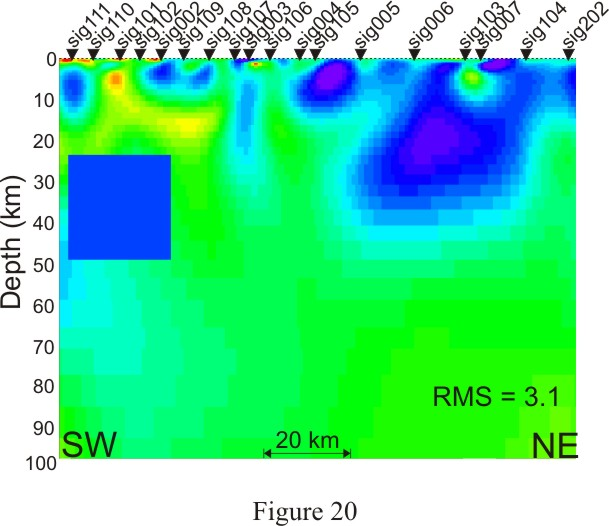 sig111 sig110 sig101 sig102 sig002 sig109 sig108 sig107 sig003 sig106 sig004 sig105 sig005 sig006 sig103 sig007 sig104 sig202
0
10
20
30
40
50
60
70
80
90
100
Depth (km)
RMS = 3.1
SW
20 km
NE
Figure 20